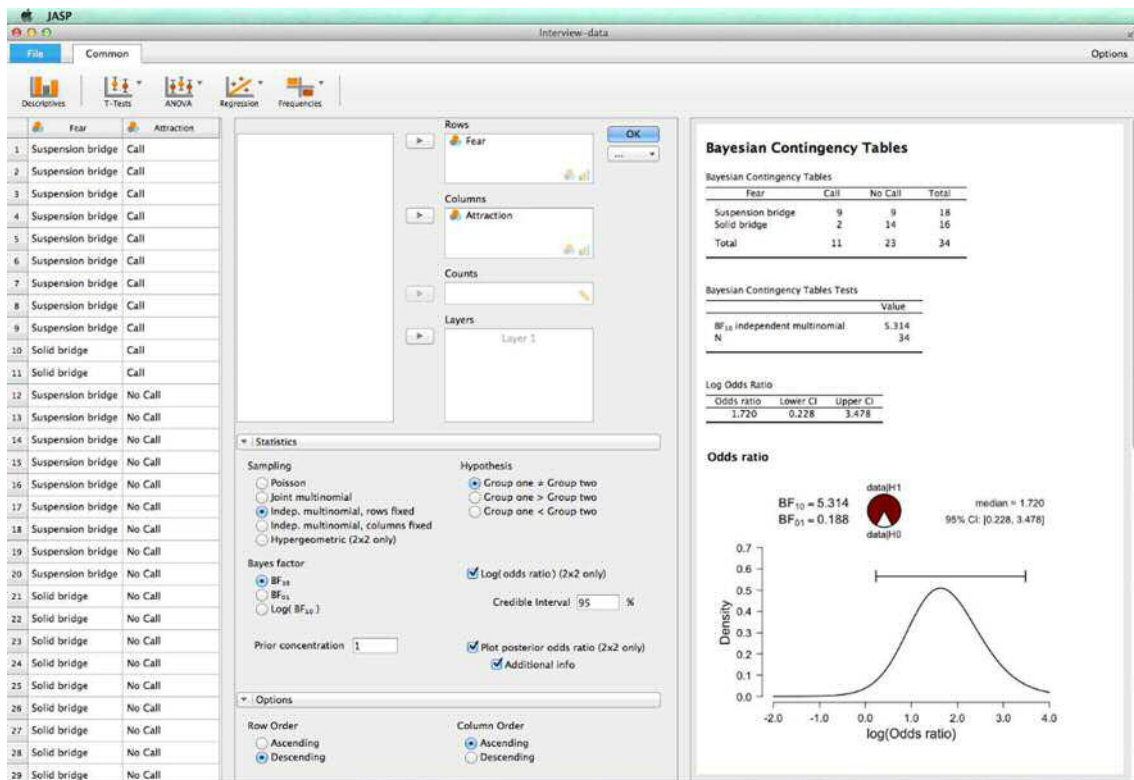 JASP
Interview-data
File Common Options
Descriptives T-Tests ANOVA Regression Frequencies
Fear Attraction
1 Suspension bridge Call
2 Suspension bridge Call
3 Suspension bridge Call
4 Suspension bridge Call
5 Suspension bridge Call
6 Suspension bridge Call
7 Suspension bridge Call
8 Suspension bridge Call
9 Suspension bridge Call
10 Solid bridge Call
11 Solid bridge Call
12 Suspension bridge No Call
13 Suspension bridge No Call
14 Suspension bridge No Call
15 Suspension bridge No Call
16 Suspension bridge No Call
17 Suspension bridge No Call
18 Suspension bridge No Call
19 Suspension bridge No Call
20 Suspension bridge No Call
21 Solid bridge No Call
22 Solid bridge No Call
23 Solid bridge No Call
24 Solid bridge No Call
25 Solid bridge No Call
26 Solid bridge No Call
27 Solid bridge No Call
28 Solid bridge No Call
29 Solid bridge No Call
Rows
Fear
OK
...
Columns
Attraction
Counts
Layers
Layer 1
Statistics
Sampling
Poisson
Joint multinomial
Indep. multinomial, rows fixed
Indep. multinomial, columns fixed
Hypergeometric (2x2 only)
Hypothesis
Group one ≠ Group two
Group one > Group two
Group one < Group two
Bayes factor
BF₁₀
BF₀₁
Log( BF₁₀ )
Log(odds ratio) (2x2 only)
Credible Interval 95 %
Prior concentration 1
Plot posterior odds ratio (2x2 only)
Additional info
Options
Row Order
Ascending
Descending
Column Order
Ascending
Descending
Bayesian Contingency Tables
Bayesian Contingency Tables
Fear Call No Call Total
Suspension bridge 9 9 18
Solid bridge 2 14 16
Total 11 23 34
Bayesian Contingency Tables Tests
Value
BF₁₀ independent multinomial 5.314
N 34
Log Odds Ratio
Odds ratio Lower CI Upper CI
1.720 0.228 3.478
Odds ratio
data|H1
BF₁₀ = 5.314
BF₀₁ = 0.188
median = 1.720
95% CI: [0.228, 3.478]
data|H0
0.7
0.6
0.5
0.4
0.3
0.2
0.1
0.0
Density
-2.0 -1.0 0.0 1.0 2.0 3.0 4.0
log(Odds ratio)